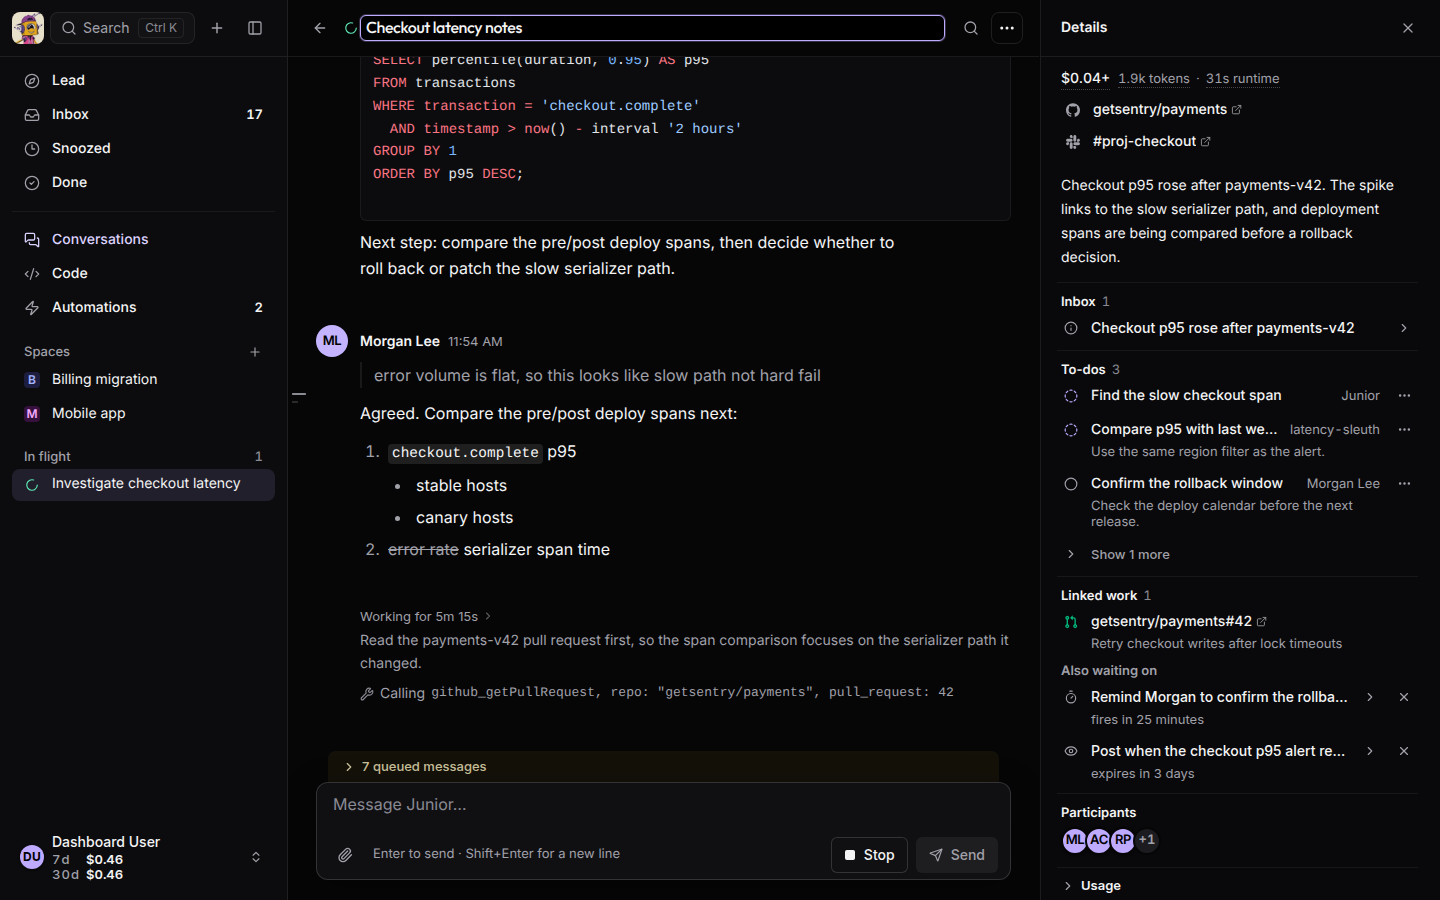 Search Ctrl K
Lead
Inbox 17
Snoozed
Done
Conversations
Code
Automations 2
Spaces
B Billing migration
M Mobile app
In flight 1
Investigate checkout latency
DU Dashboard User
7d $0.46
30d $0.46
Checkout latency notes
SELECT percentile(duration, 0.95) AS p95
FROM transactions
WHERE transaction = 'checkout.complete'
AND timestamp > now() - interval '2 hours'
GROUP BY 1
ORDER BY p95 DESC;
Next step: compare the pre/post deploy spans, then decide whether to
roll back or patch the slow serializer path.
ML Morgan Lee 11:54 AM
error volume is flat, so this looks like slow path not hard fail
Agreed. Compare the pre/post deploy spans next:
1. checkout.complete p95
• stable hosts
• canary hosts
2. error rate serializer span time
Working for 5m 15s
Read the payments-v42 pull request first, so the span comparison focuses on the serializer path it
changed.
Calling github_getPullRequest, repo: "getsentry/payments", pull_request: 42
7 queued messages
Message Junior...
Enter to send · Shift+Enter for a new line
Stop
Send
Details
$0.04+ 1.9k tokens · 31s runtime
getsentry/payments
#proj-checkout
Checkout p95 rose after payments-v42. The spike
links to the slow serializer path, and deployment
spans are being compared before a rollback
decision.
Inbox 1
Checkout p95 rose after payments-v42
To-dos 3
Find the slow checkout span Junior
Compare p95 with last we... latency-sleuth
Use the same region filter as the alert.
Confirm the rollback window Morgan Lee
Check the deploy calendar before the next
release.
Show 1 more
Linked work 1
getsentry/payments#42
Retry checkout writes after lock timeouts
Also waiting on
Remind Morgan to confirm the rollba...
fires in 25 minutes
Post when the checkout p95 alert re...
expires in 3 days
Participants
ML AC RP +1
Usage